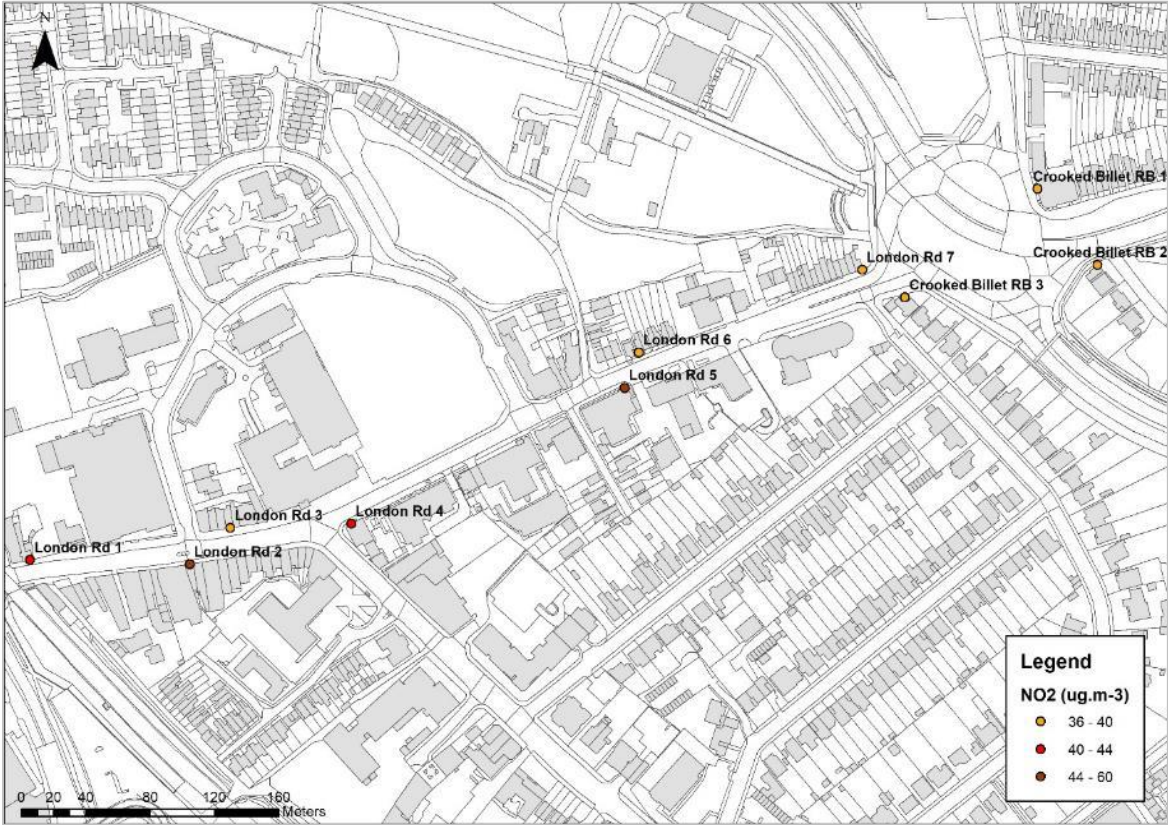 N
Crooked Billet RB 1
Crooked Billet RB 2
London Rd 7
Crooked Billet RB 3
London Rd 6
London Rd 5
London Rd 4
London Rd 3
London Rd 1
London Rd 2
Legend
NO2 (ug.m-3)
36 - 40
40 - 44
44 - 60
0 20 40 80 120 160
Meters